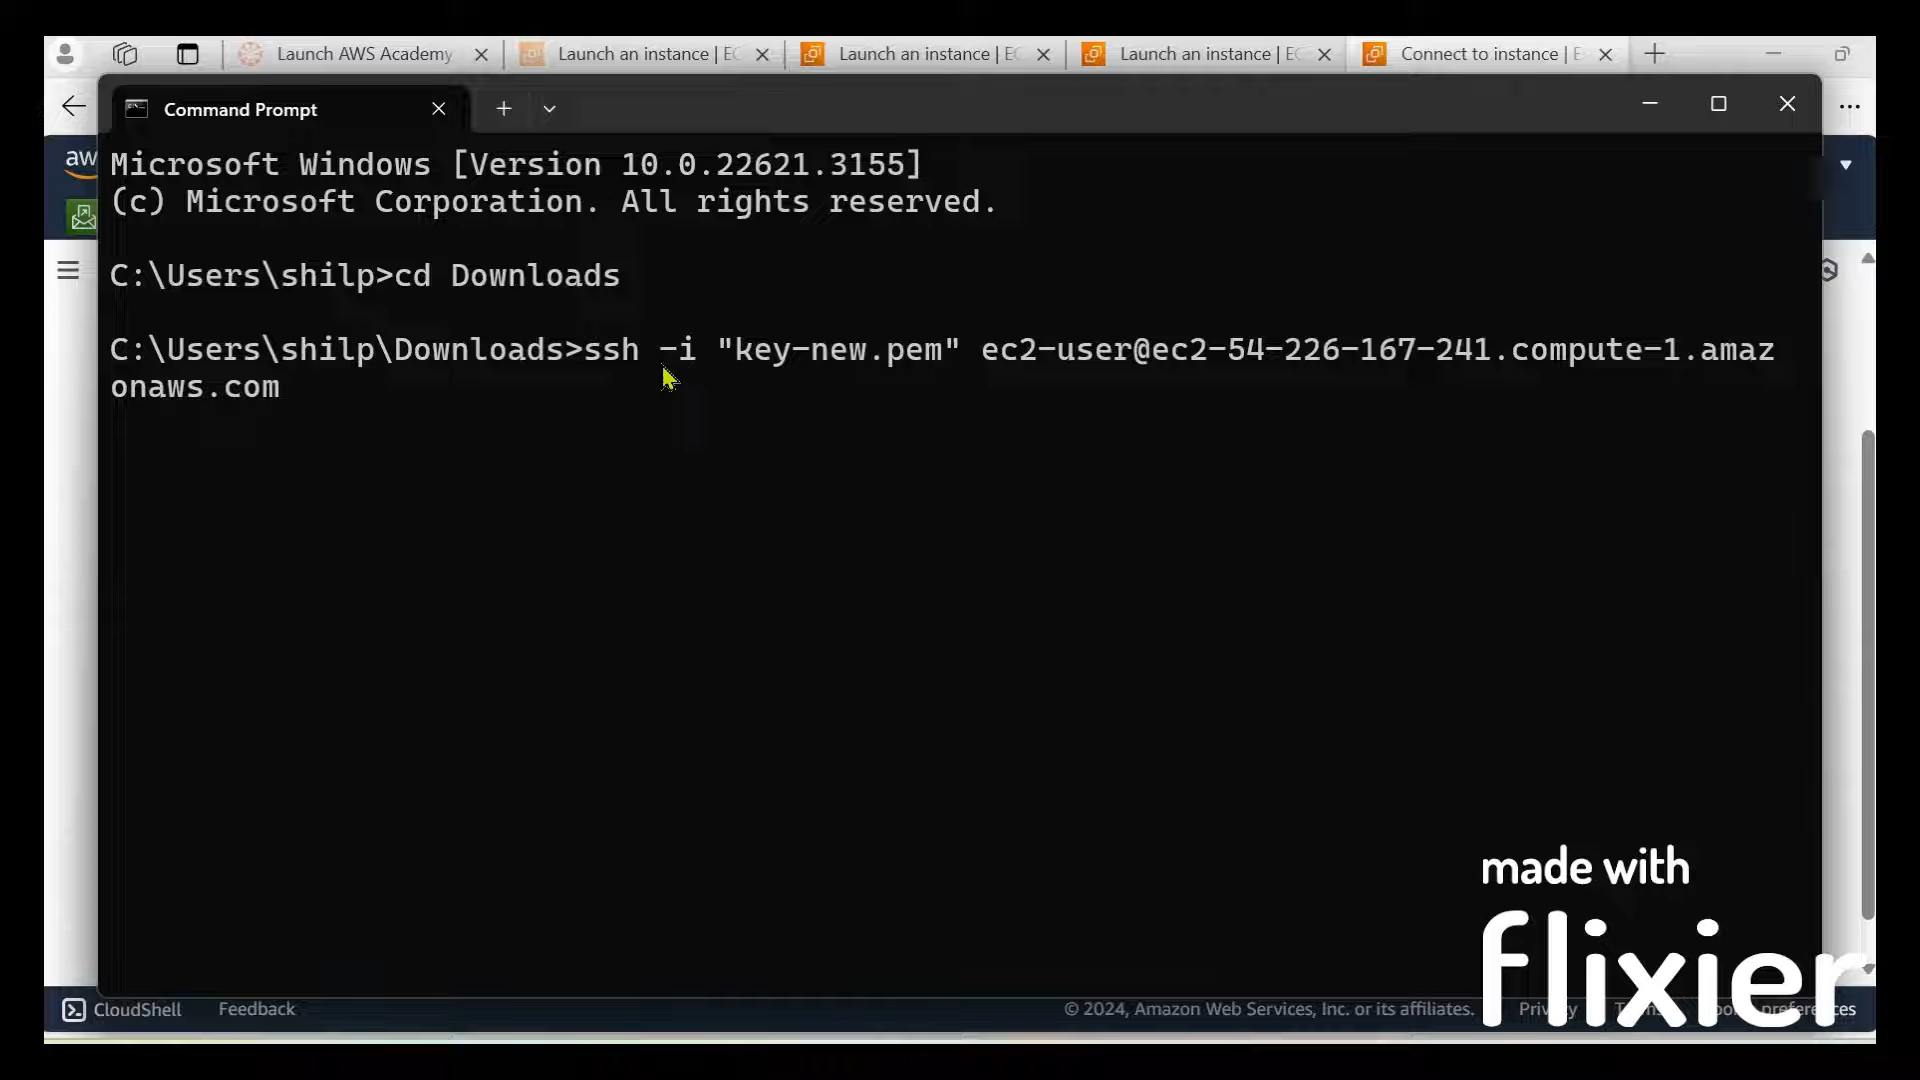 Launch AWS Academy
Launch an instance | EC
Launch an instance | EC
Launch an instance | EC
Connect to instance | E
Command Prompt
aw
Microsoft Windows [Version 10.0.22621.3155]
(c) Microsoft Corporation. All rights reserved.
C:\Users\shilp>cd Downloads
C:\Users\shilp\Downloads>ssh -i "key-new.pem" ec2-user@ec2-54-226-167-241.compute-1.amaz
onaws.com
made with
flixier
CloudShell Feedback © 2024, Amazon Web Services, Inc. or its affiliates.